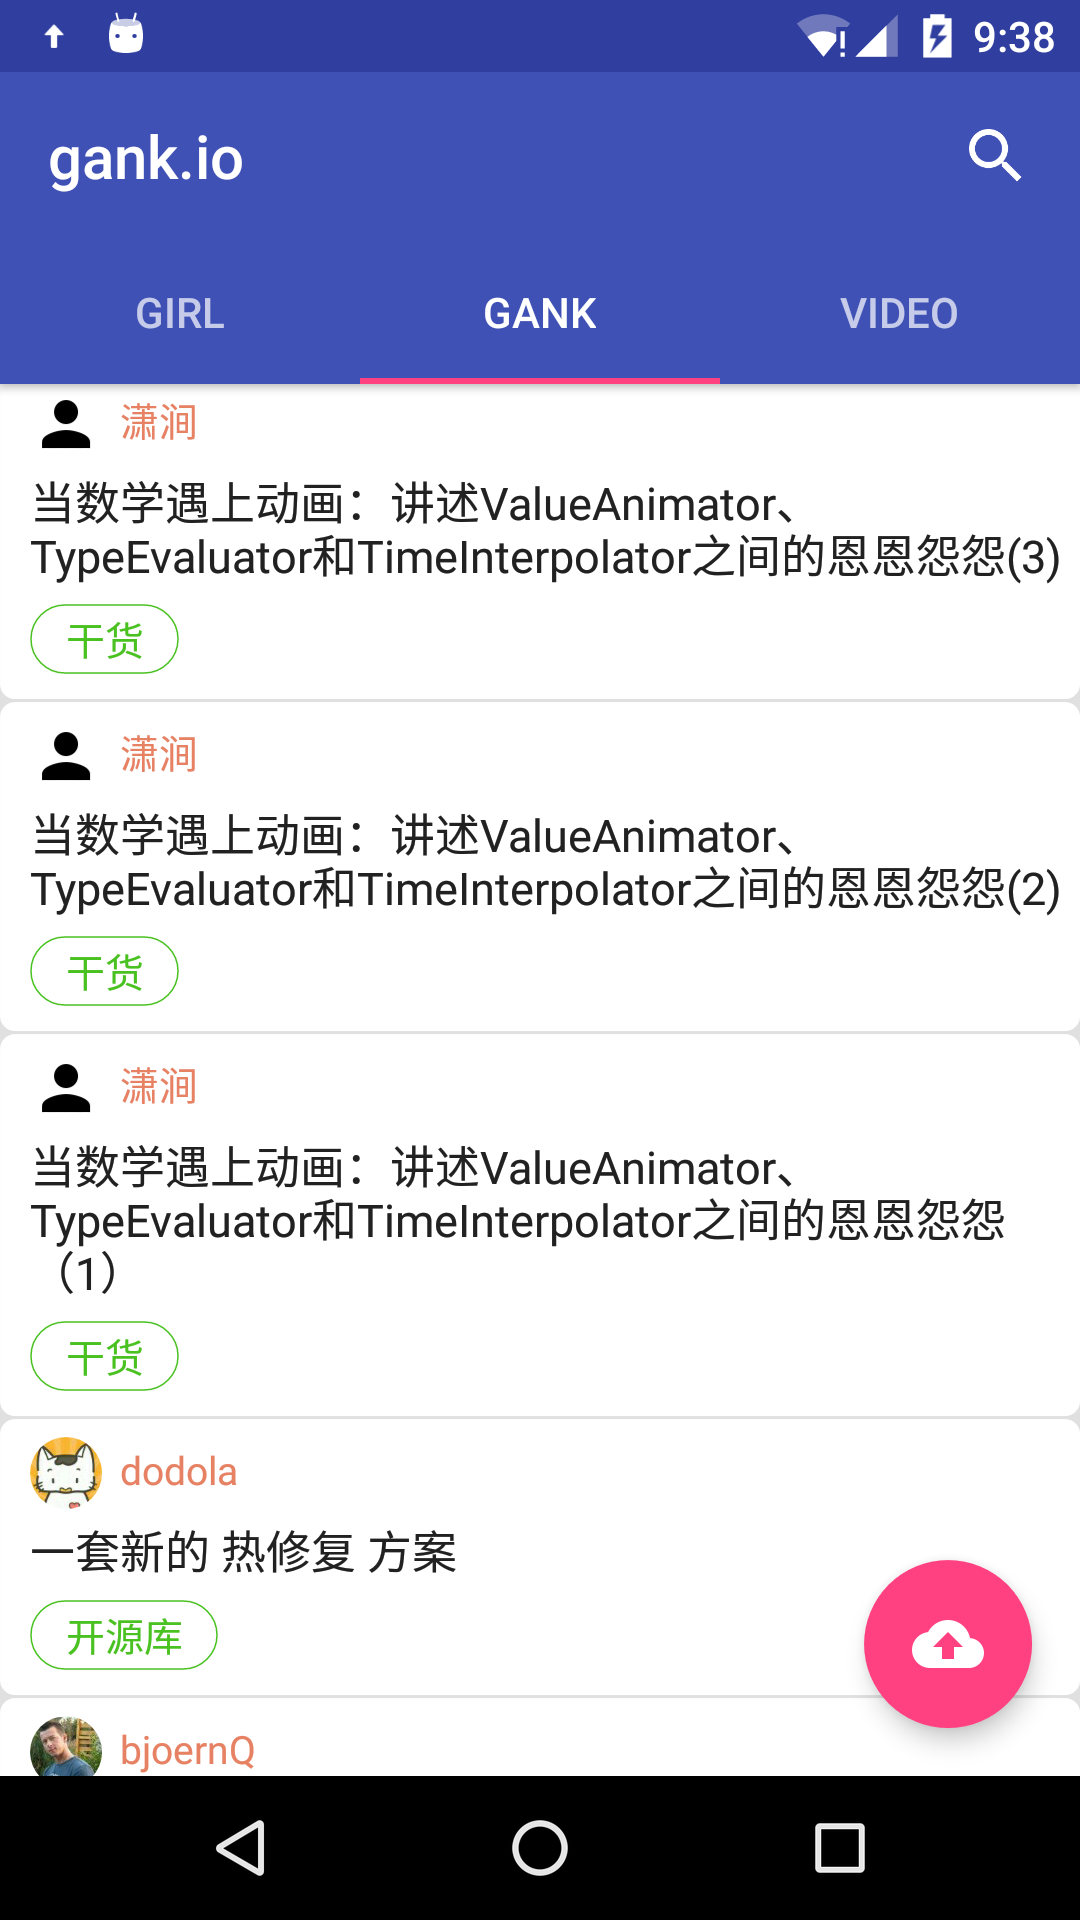 9:38
gank.io
GIRL
GANK
VIDEO
潇涧
当数学遇上动画：讲述ValueAnimator、
TypeEvaluator和TimeInterpolator之间的恩恩怨怨(3)
干货
潇涧
当数学遇上动画：讲述ValueAnimator、
TypeEvaluator和TimeInterpolator之间的恩恩怨怨(2)
干货
潇涧
当数学遇上动画：讲述ValueAnimator、
TypeEvaluator和TimeInterpolator之间的恩恩怨怨
（1）
干货
dodola
一套新的 热修复 方案
开源库
bjoernQ